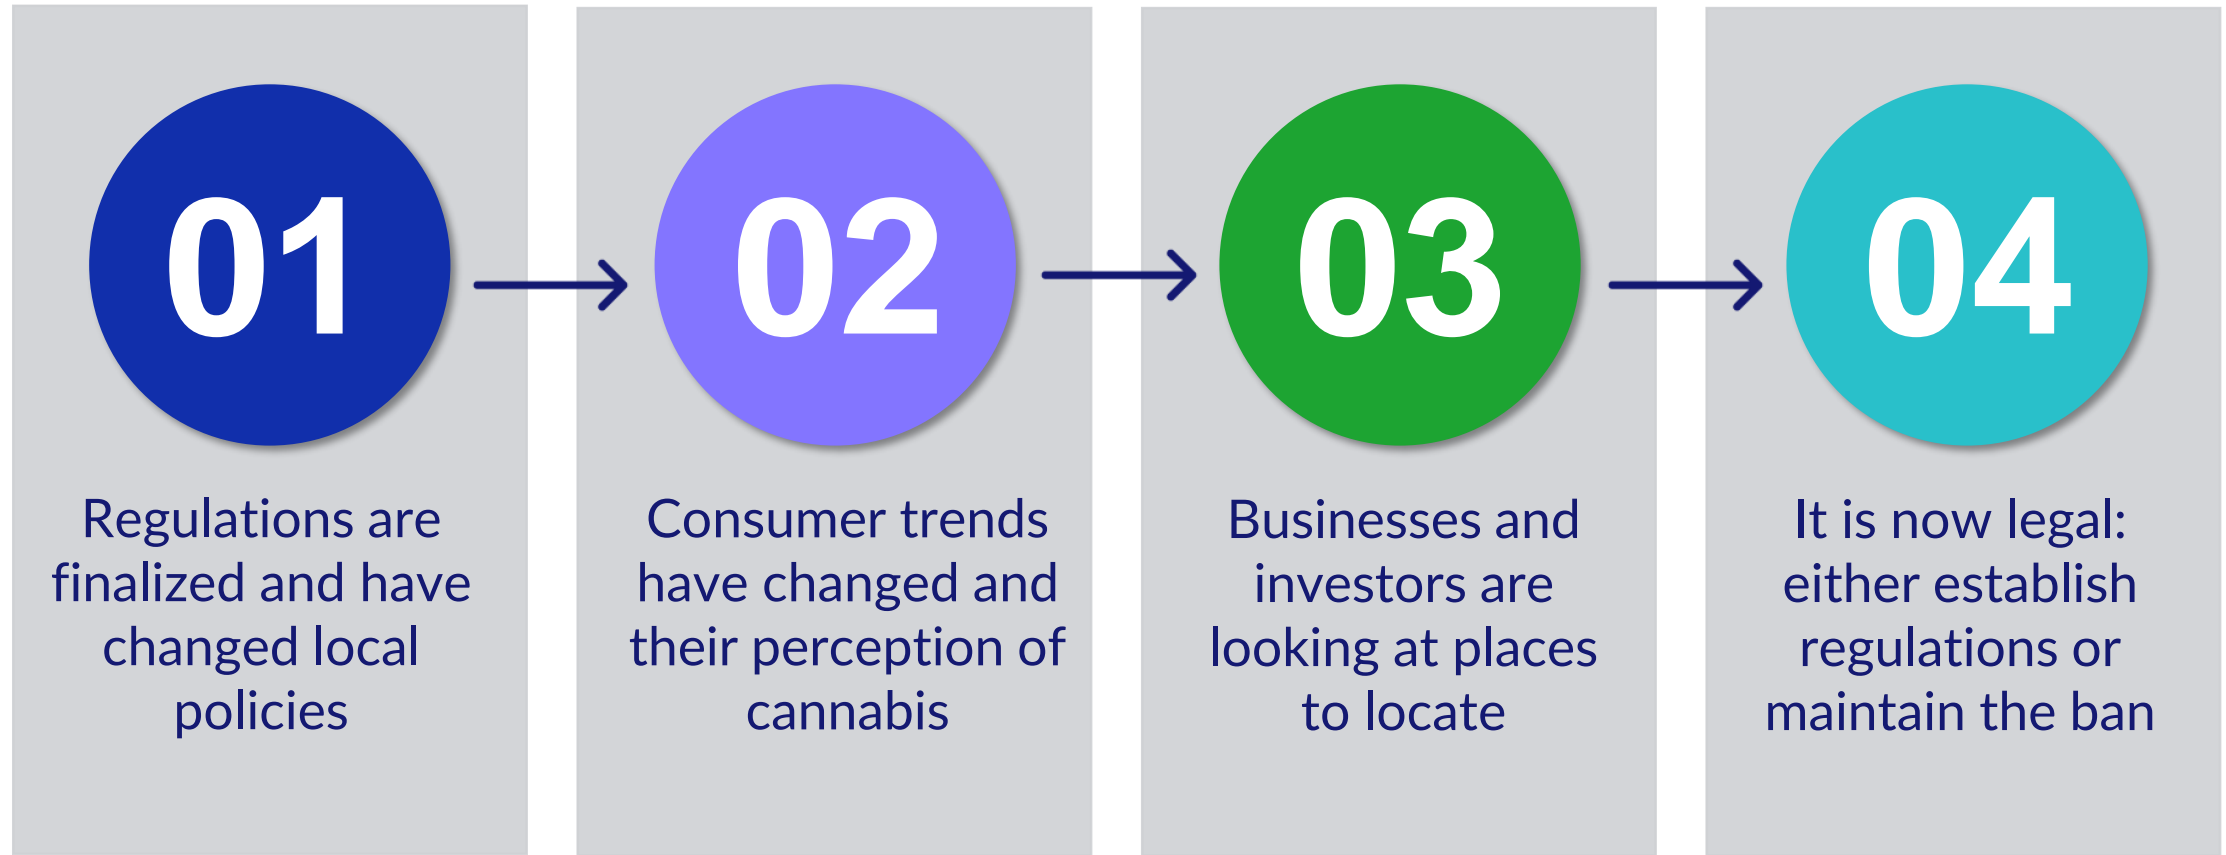 01
Regulations are
finalized and have
changed local
policies
02
Consumer trends
have changed and
their perception of
cannabis
03
Businesses and
investors are
looking at places
to locate
04
It is now legal:
either establish
regulations or
maintain the ban